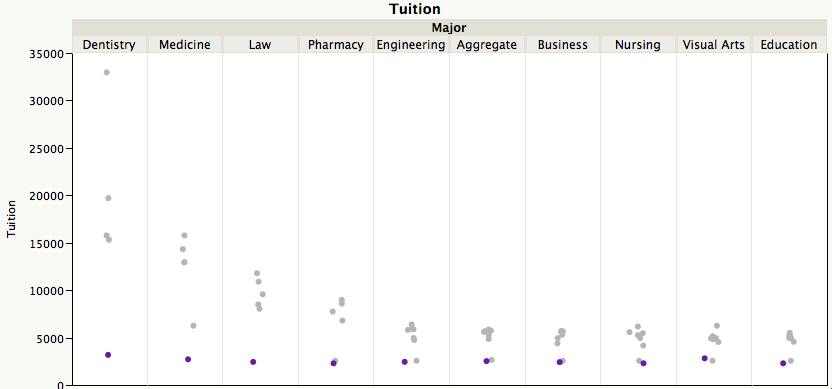 Tuition
Major
Dentistry Medicine Law Pharmacy Engineering Aggregate Business Nursing Visual Arts Education
35000
30000
25000
20000
15000
10000
5000
0
Tuition